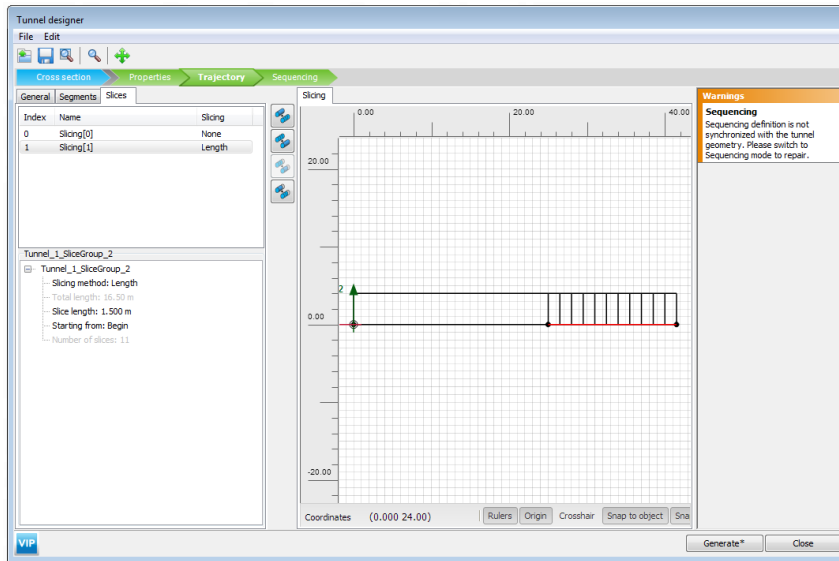 Tunnel designer
File Edit
Cross section Properties Trajectory Sequencing
General Segments Slices
Index Name Slicing
0 Slicing[0] None
1 Slicing[1] Length
Tunnel_1_SliceGroup_2
Tunnel_1_SliceGroup_2
Slicing method: Length
Total length: 16.50 m
Slice length: 1.500 m
Starting from: Begin
Number of slices: 11
Slicing
0.00 20.00 40.00
20.00
2
0.00
-20.00
Coordinates (0.000 24.00) Rulers Origin Crosshair Snap to object Sna
Warnings
Sequencing
Sequencing definition is not
synchronized with the tunnel
geometry. Please switch to
Sequencing mode to repair.
VIP
Generate* Close